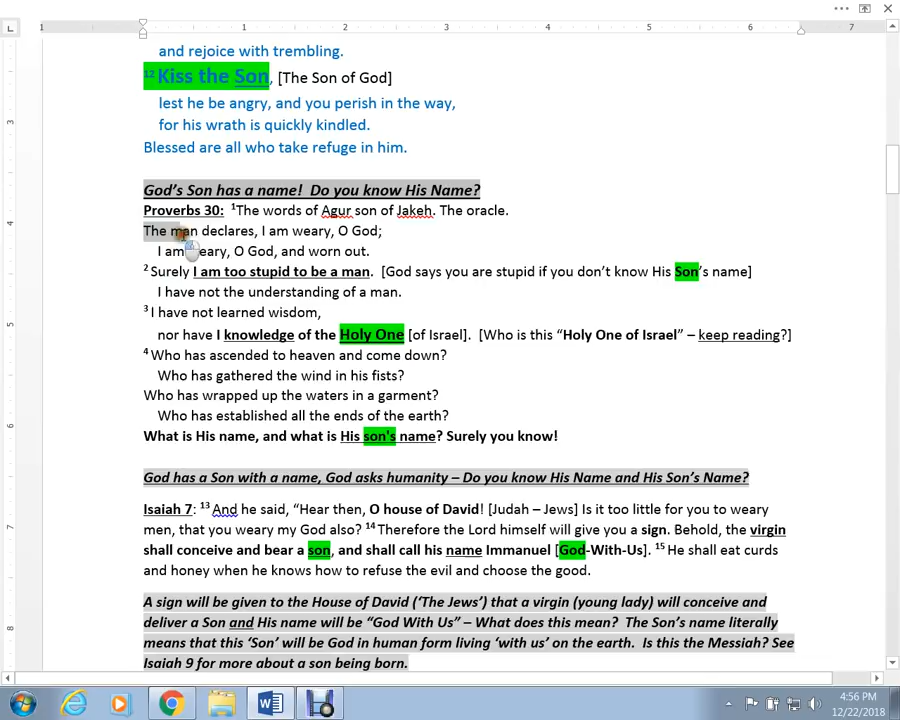 1 1 2 3 4 5 6 7
and rejoice with trembling.
12 Kiss the Son, [The Son of God]
lest he be angry, and you perish in the way,
for his wrath is quickly kindled.
Blessed are all who take refuge in him.
God’s Son has a name!  Do you know His Name?
Proverbs 30:  1The words of Agur son of Jakeh. The oracle.
The man declares, I am weary, O God;
I am weary, O God, and worn out.
2 Surely I am too stupid to be a man.  [God says you are stupid if you don’t know His Son’s name]
I have not the understanding of a man.
3 I have not learned wisdom,
nor have I knowledge of the Holy One [of Israel].  [Who is this “Holy One of Israel” – keep reading?]
4 Who has ascended to heaven and come down?
Who has gathered the wind in his fists?
Who has wrapped up the waters in a garment?
Who has established all the ends of the earth?
What is His name, and what is His son's name? Surely you know!
God has a Son with a name, God asks humanity – Do you know His Name and His Son’s Name?
Isaiah 7: 13 And he said, “Hear then, O house of David! [Judah – Jews] Is it too little for you to weary
men, that you weary my God also? 14 Therefore the Lord himself will give you a sign. Behold, the virgin
shall conceive and bear a son, and shall call his name Immanuel [God-With-Us]. 15 He shall eat curds
and honey when he knows how to refuse the evil and choose the good.
A sign will be given to the House of David (‘The Jews’) that a virgin (young lady) will conceive and
deliver a Son and His name will be “God With Us” – What does this mean?  The Son’s name literally
means that this ‘Son’ will be God in human form living ‘with us’ on the earth.  Is this the Messiah? See
Isaiah 9 for more about a son being born.
3
4
5
6
7
8
4:56 PM
12/22/2018